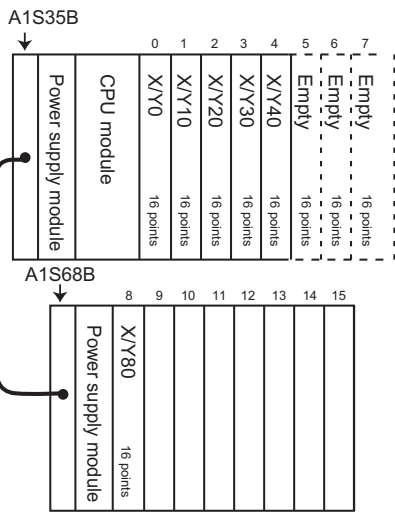 A1S35B
0 1 2 3 4 5 6 7
Power supply module
CPU module
X/Y0 16 points
X/Y10 16 points
X/Y20 16 points
X/Y30 16 points
X/Y40 16 points
Empty 16 points
Empty 16 points
Empty 16 points
A1S68B
8 9 10 11 12 13 14 15
Power supply module
X/Y80 16 points